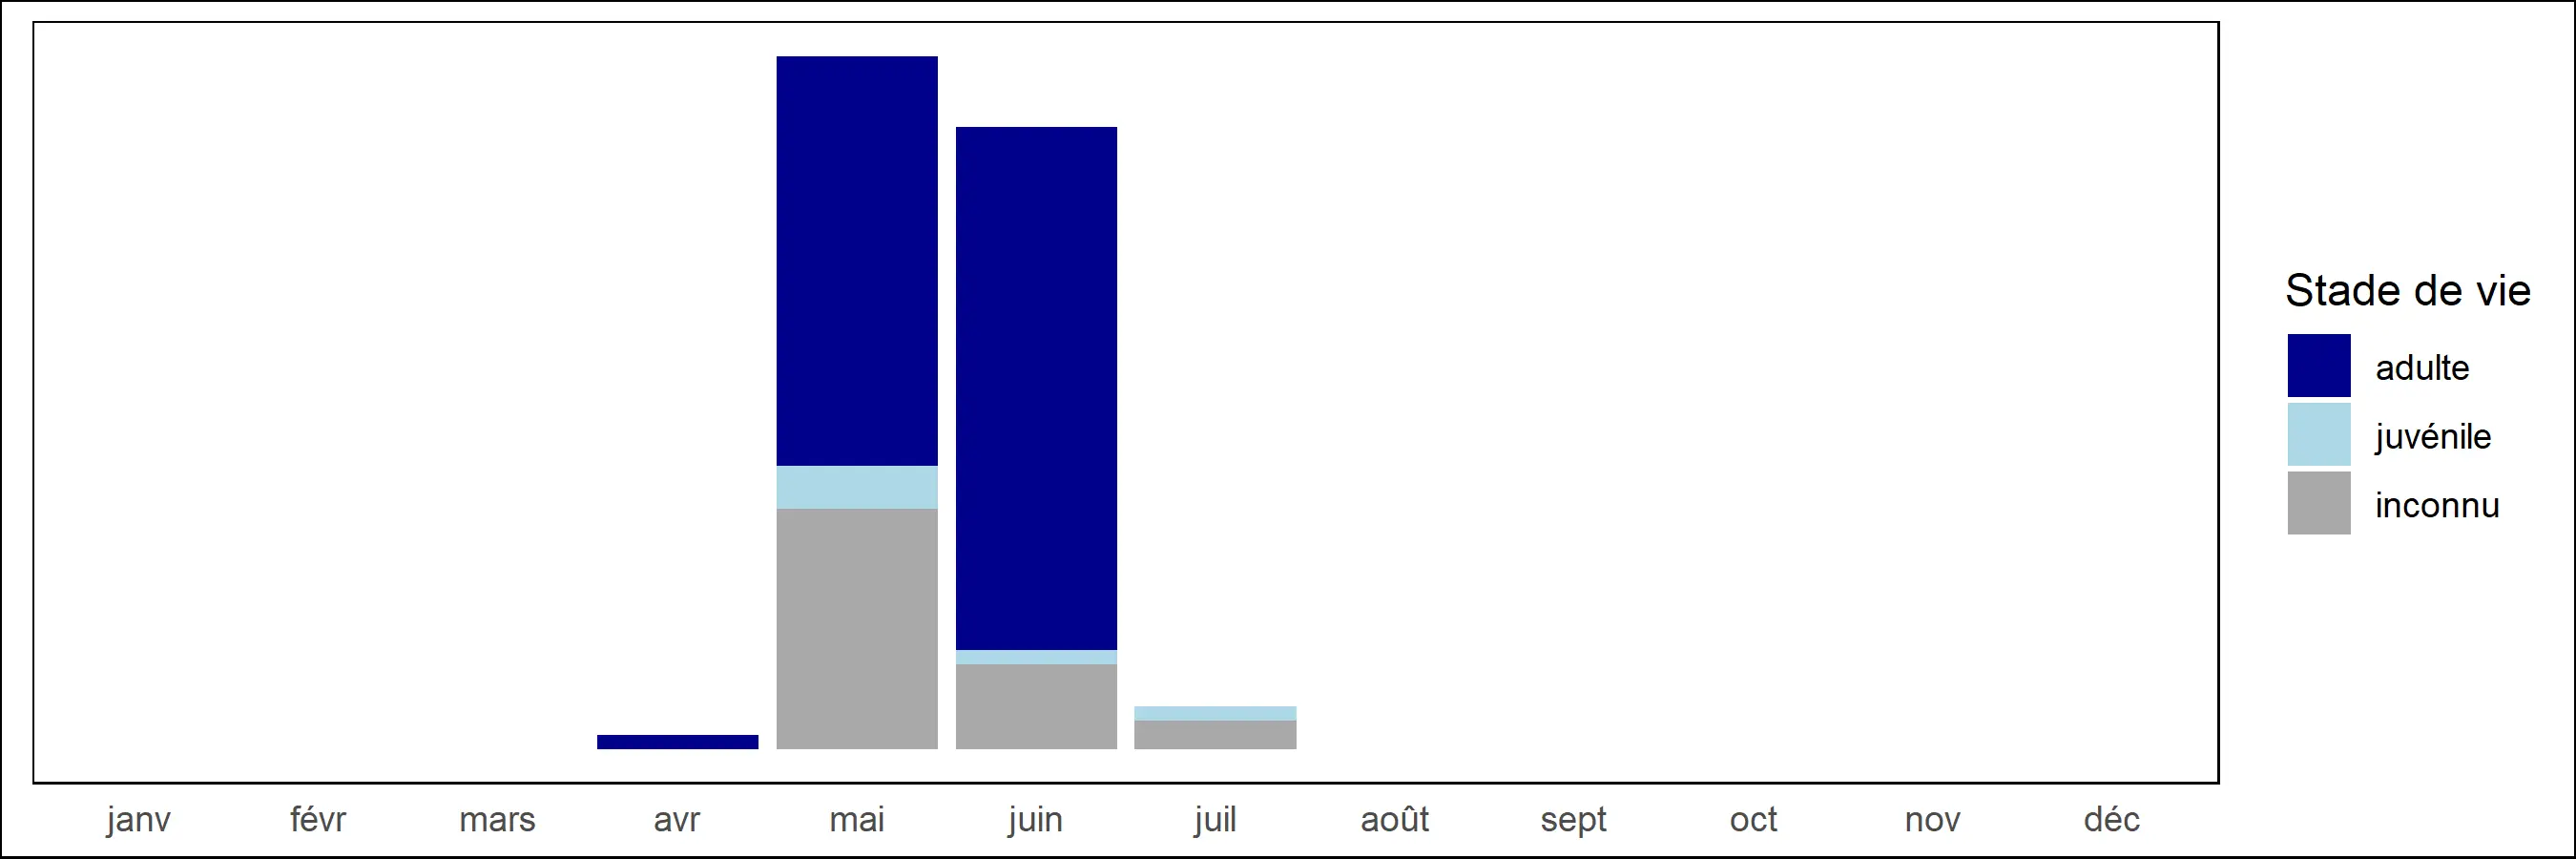 Stade de vie
adulte
juvénile
inconnu
janv févr mars avr mai juin juil août sept oct nov déc